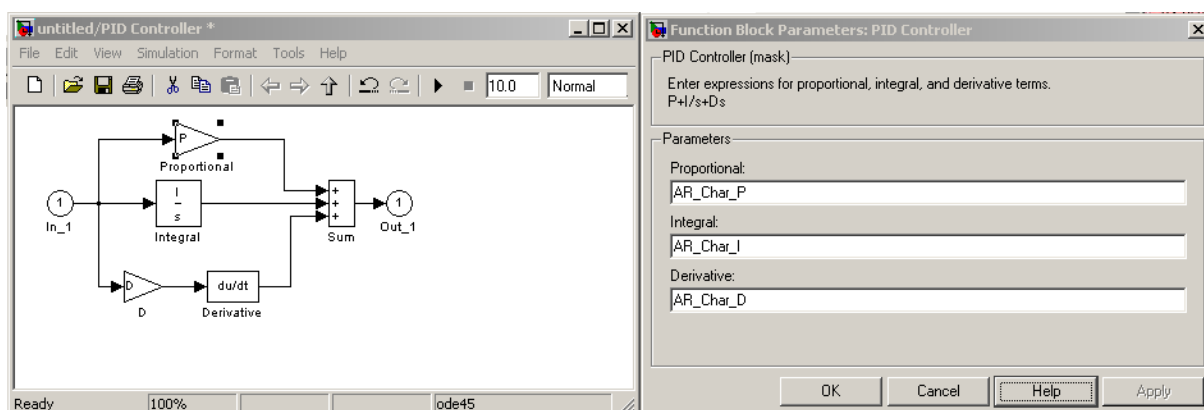 untitled/PID Controller *
File Edit View Simulation Format Tools Help
10.0 Normal
P
Proportional
1
In_1
I
s
Integral
+
+
+
Sum
1
Out_1
D
D
du/dt
Derivative
Ready 100% ode45
Function Block Parameters: PID Controller
PID Controller (mask)
Enter expressions for proportional, integral, and derivative terms.
P+I/s+Ds
Parameters
Proportional:
AR_Char_P
Integral:
AR_Char_I
Derivative:
AR_Char_D
OK Cancel Help Apply